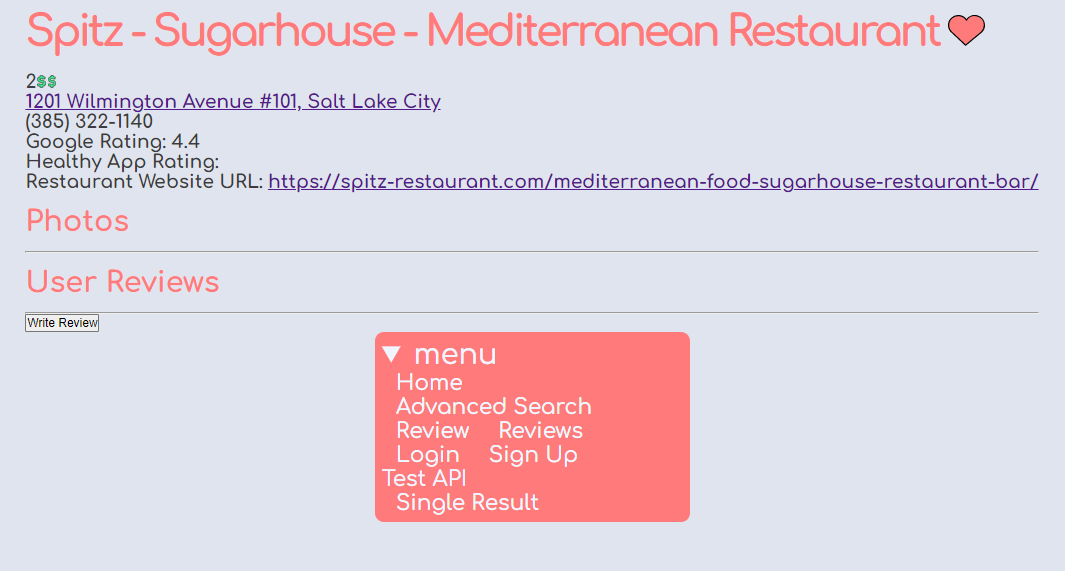 Spitz - Sugarhouse - Mediterranean Restaurant
2$$
1201 Wilmington Avenue #101, Salt Lake City
(385) 322-1140
Google Rating: 4.4
Healthy App Rating:
Restaurant Website URL: https://spitz-restaurant.com/mediterranean-food-sugarhouse-restaurant-bar/
Photos
User Reviews
Write Review
menu
Home
Advanced Search
Review Reviews
Login Sign Up
Test API
Single Result